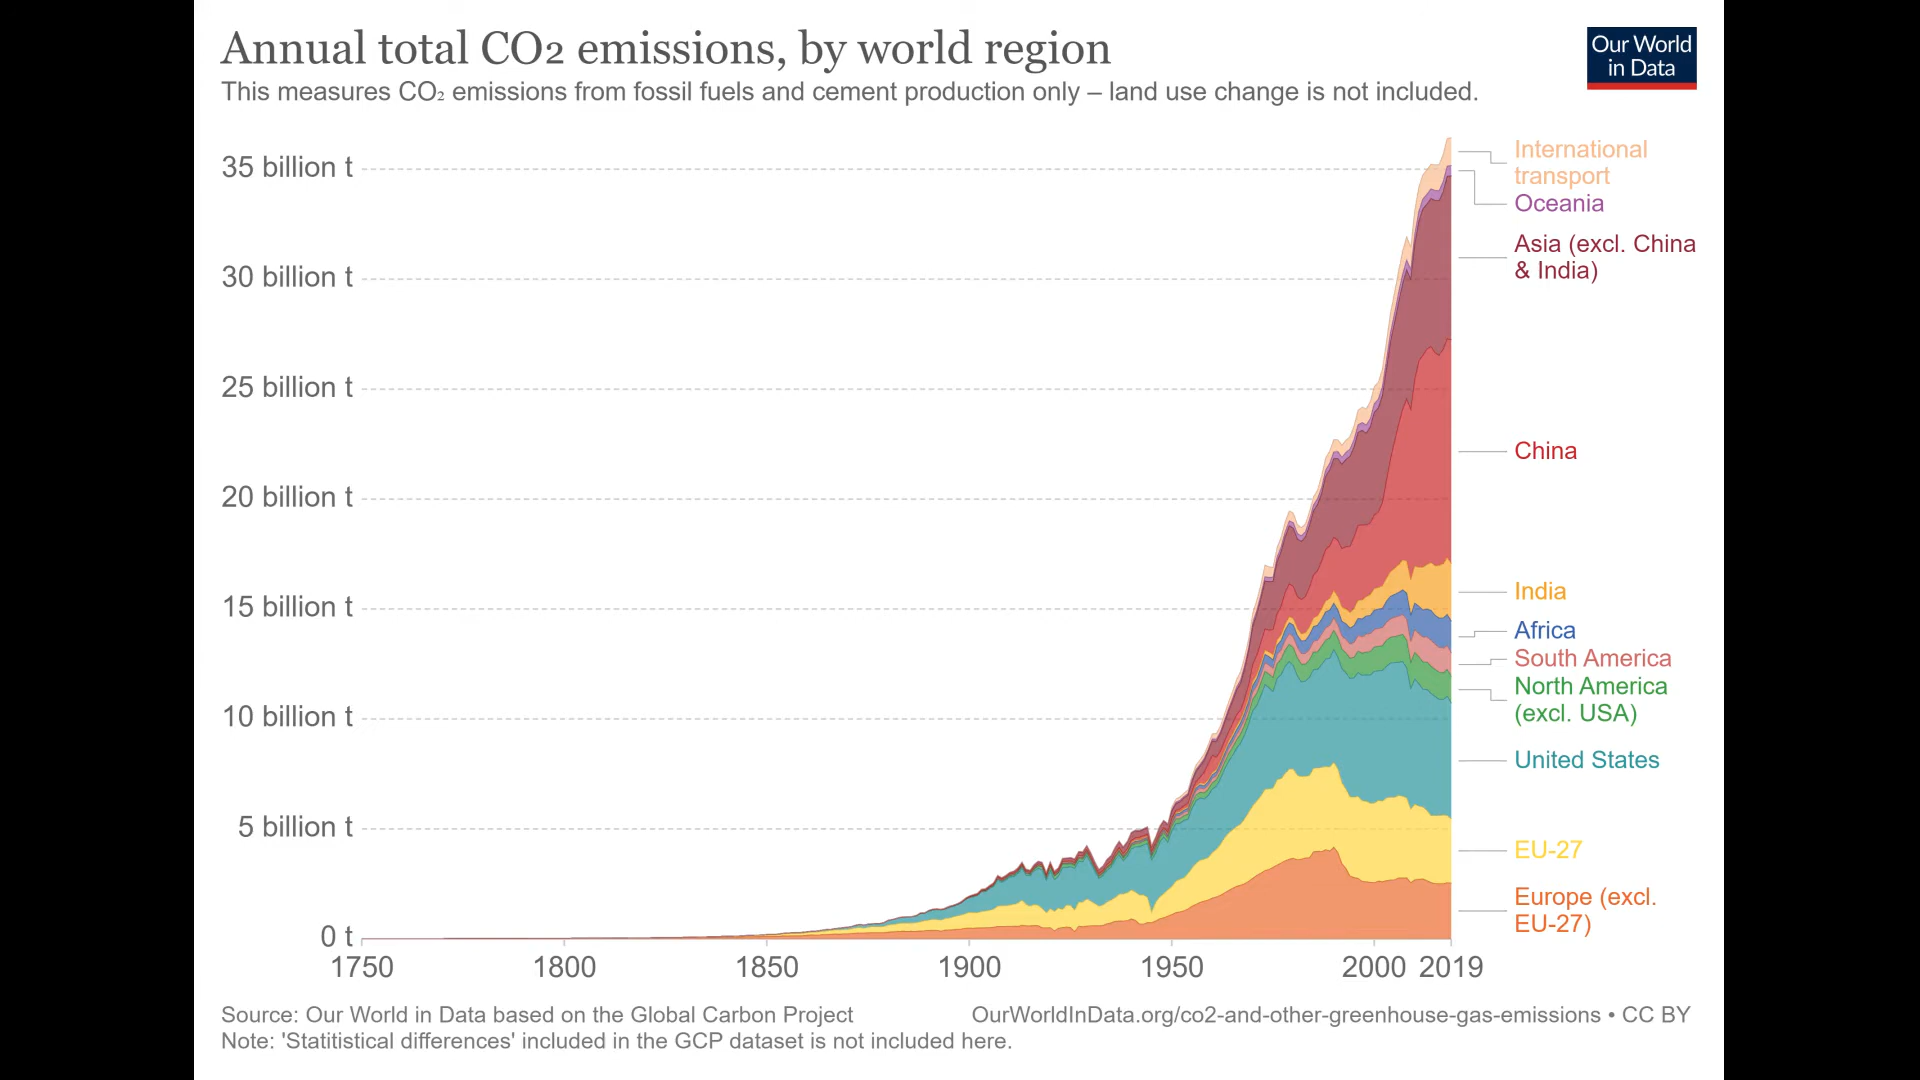 Annual total CO2 emissions, by world region
Our World
in Data
This measures CO₂ emissions from fossil fuels and cement production only – land use change is not included.
35 billion t
30 billion t
25 billion t
20 billion t
15 billion t
10 billion t
5 billion t
0 t
International
transport
Oceania
Asia (excl. China
& India)
China
India
Africa
South America
North America
(excl. USA)
United States
EU-27
Europe (excl.
EU-27)
1750 1800 1850 1900 1950 2000 2019
Source: Our World in Data based on the Global Carbon Project
OurWorldInData.org/co2-and-other-greenhouse-gas-emissions • CC BY
Note: 'Statitistical differences' included in the GCP dataset is not included here.